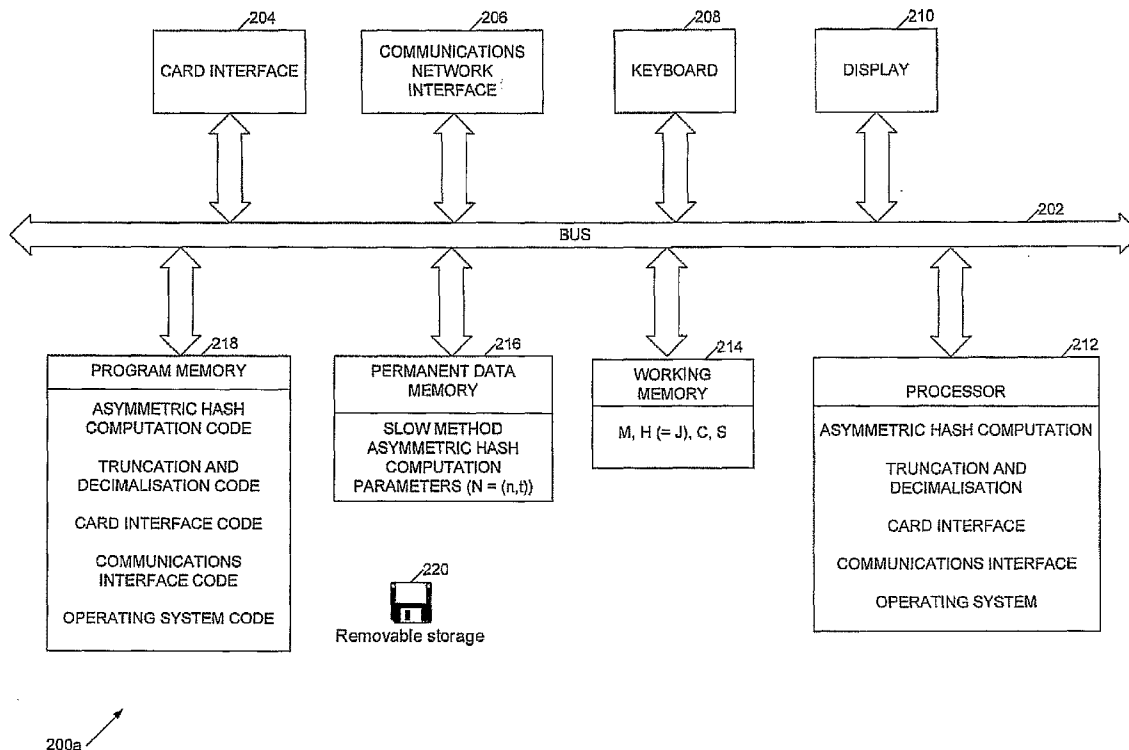 204
CARD INTERFACE
206
COMMUNICATIONS
NETWORK
INTERFACE
208
KEYBOARD
210
DISPLAY
202
BUS
218
PROGRAM MEMORY
ASYMMETRIC HASH
COMPUTATION CODE
TRUNCATION AND
DECIMALISATION CODE
CARD INTERFACE CODE
COMMUNICATIONS
INTERFACE CODE
OPERATING SYSTEM CODE
216
PERMANENT DATA
MEMORY
SLOW METHOD
ASYMMETRIC HASH
COMPUTATION
PARAMETERS (N = (n,t))
214
WORKING
MEMORY
M, H (= J), C, S
212
PROCESSOR
ASYMMETRIC HASH COMPUTATION
TRUNCATION AND
DECIMALISATION
CARD INTERFACE
COMMUNICATIONS INTERFACE
OPERATING SYSTEM
220
Removable storage
200a